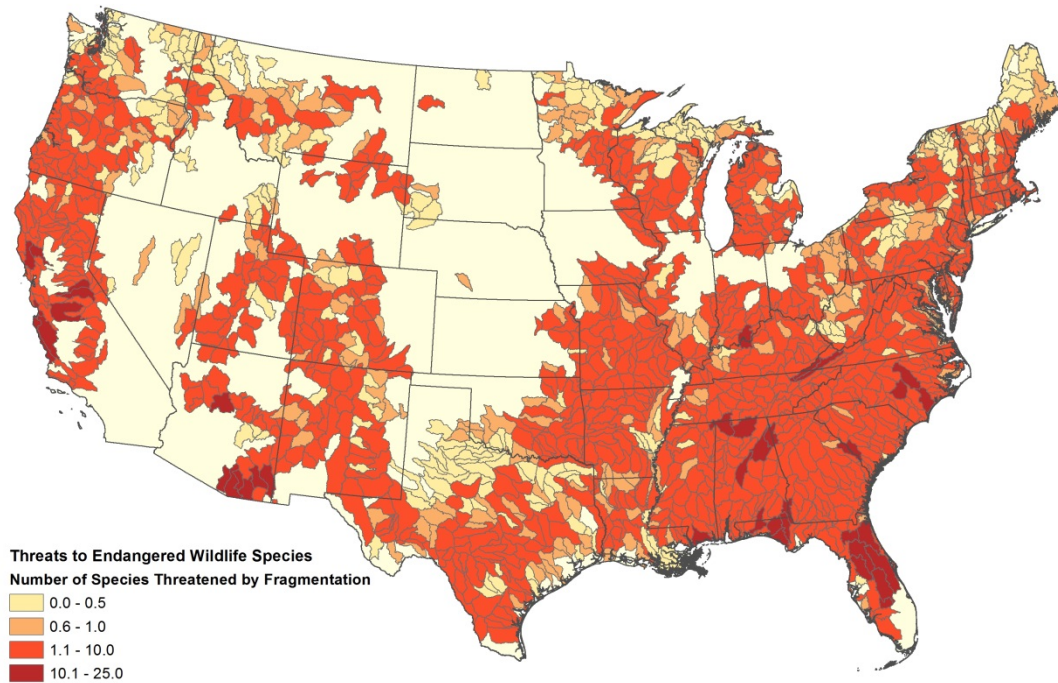 Threats to Endangered Wildlife Species
Number of Species Threatened by Fragmentation
0.0 - 0.5
0.6 - 1.0
1.1 - 10.0
10.1 - 25.0